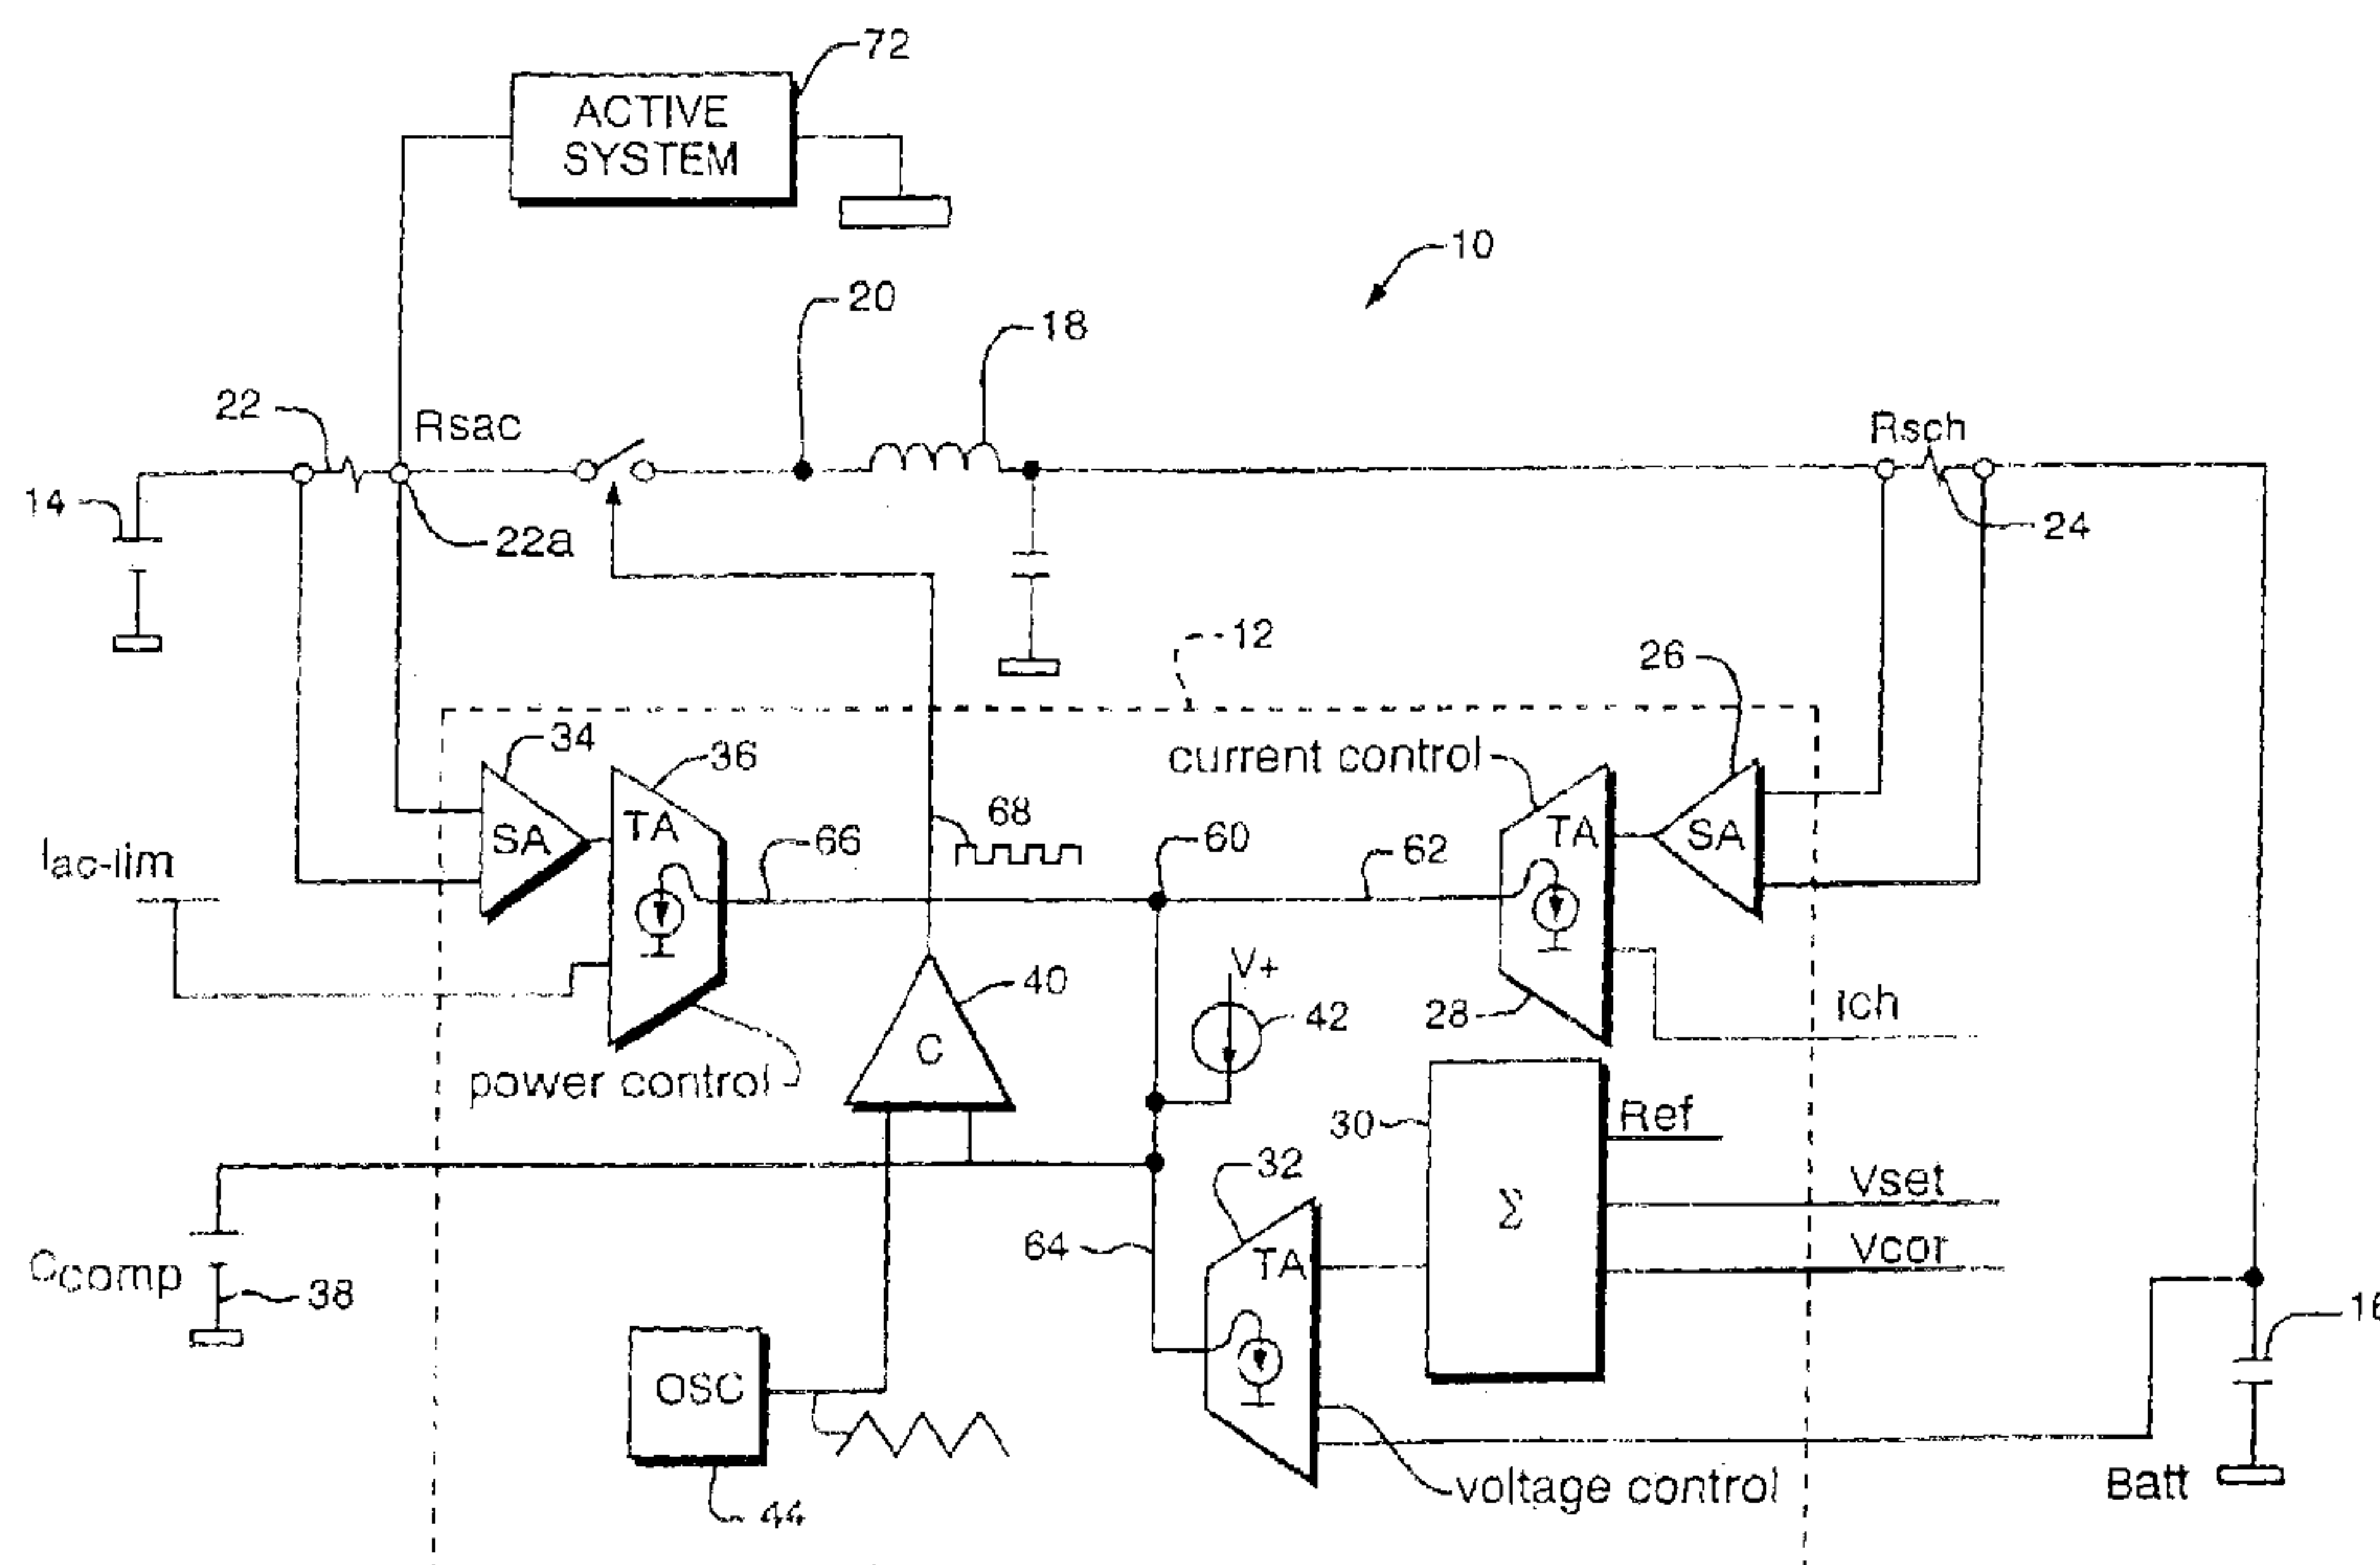 72
ACTIVE
SYSTEM
10
20
18
22
Rsac
Rsch
14
22a
24
12
26
34
36
current control
68
TA
SA
66
60
62
TA
SA
Iac-lim
V+
40
42
28
Ich
C
power control
30
Ref
32
Σ
Vset
64
TA
Vcor
Ccomp
38
OSC
voltage control
Batt
44